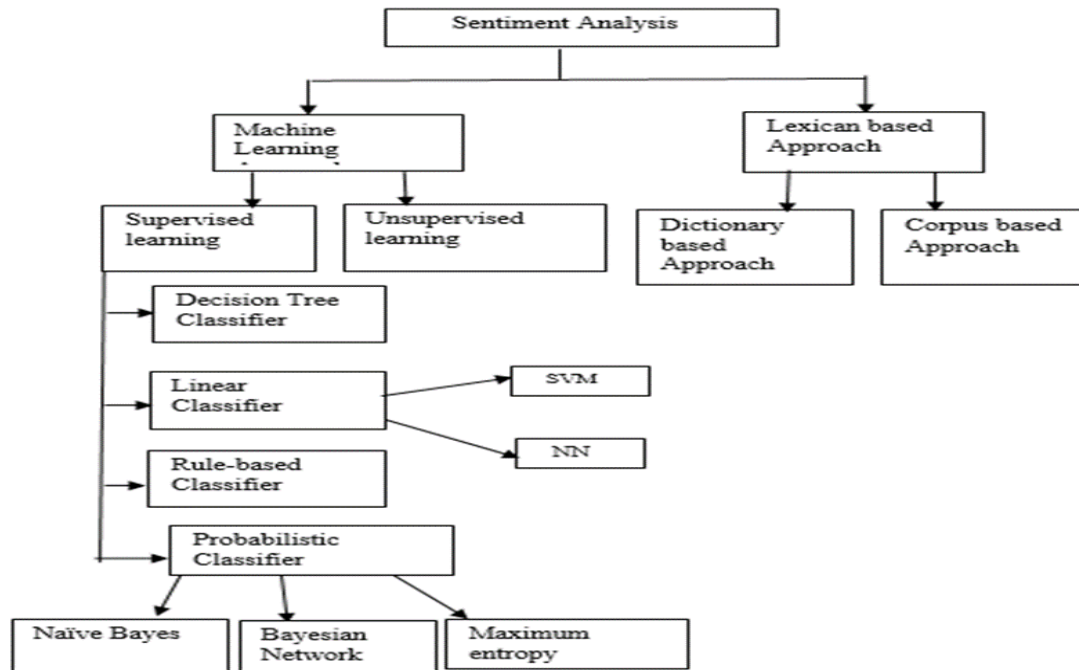 Sentiment Analysis
Machine
Learning
Lexican based
Approach
Supervised
learning
Unsupervised
learning
Dictionary
based
Approach
Corpus based
Approach
Decision Tree
Classifier
Linear
Classifier
SVM
NN
Rule-based
Classifier
Probabilistic
Classifier
Naïve Bayes
Bayesian
Network
Maximum
entropy